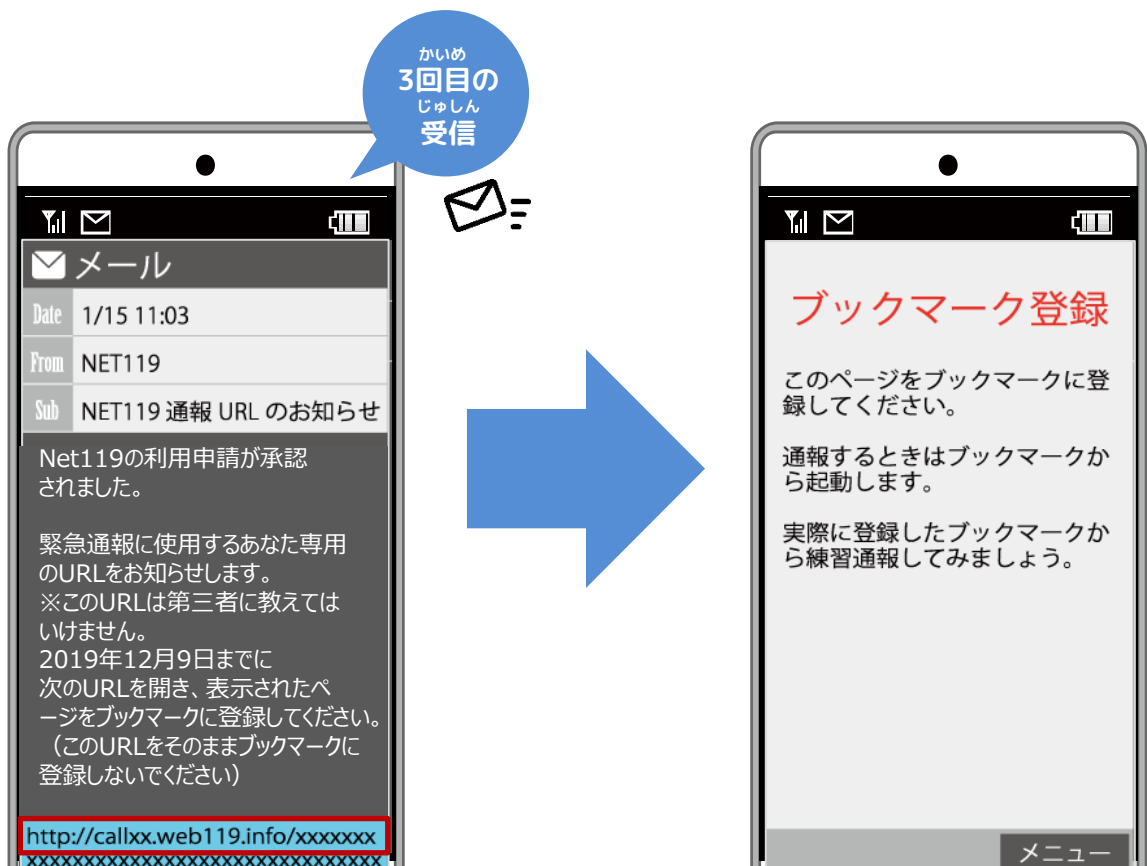 かいめ
3回目の
じゅしん
受信
メール
Date 1/15 11:03
From NET119
Sub NET119 通報 URL のお知らせ
Net119の利用申請が承認
されました。
緊急通報に使用するあなた専用
のURLをお知らせします。
※このURLは第三者に教えては
いけません。
2019年12月9日までに
次のURLを開き、表示されたペ
ージをブックマークに登録してください。
（このURLをそのままブックマークに
登録しないでください）
http://callxx.web119.info/xxxxxxx
xxxxxxxxxxxxxxxxxxxxxxxxxxxxxx
ブックマーク登録
このページをブックマークに登
録してください。
通報するときはブックマークか
ら起動します。
実際に登録したブックマークか
ら練習通報してみましょう。
メニュー